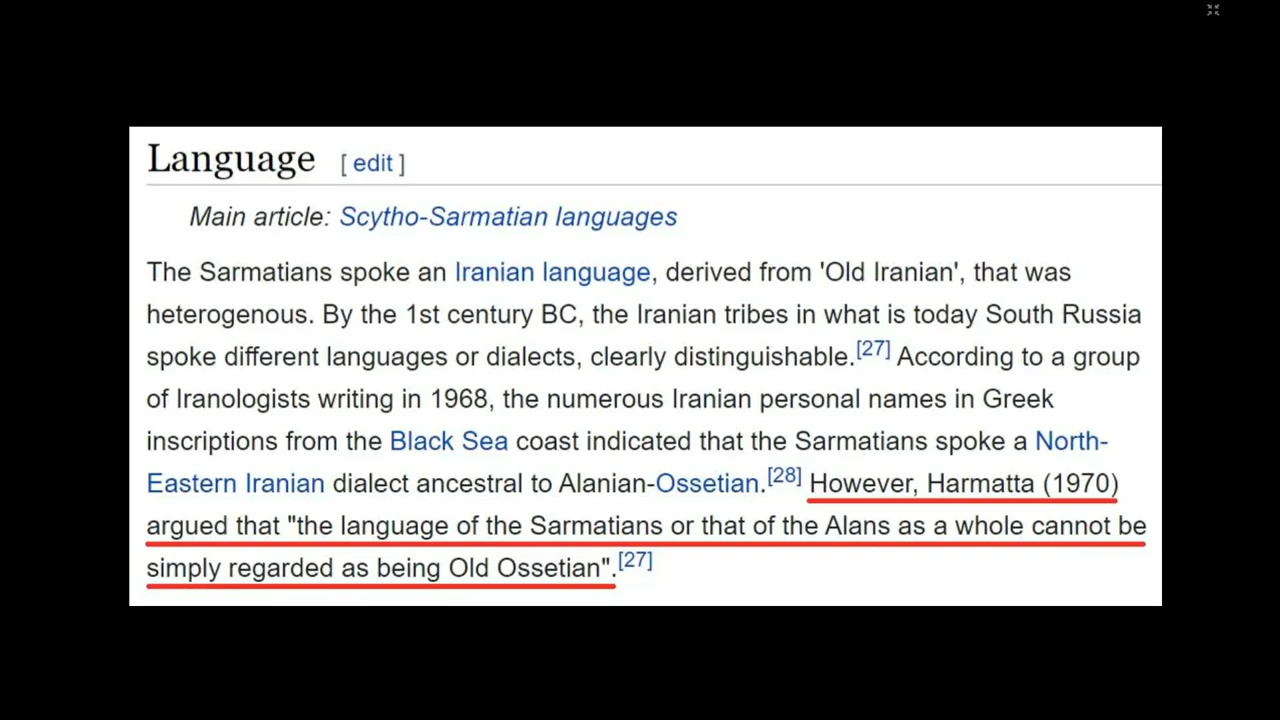 Language [ edit ]
Main article: Scytho-Sarmatian languages
The Sarmatians spoke an Iranian language, derived from 'Old Iranian', that was
heterogenous. By the 1st century BC, the Iranian tribes in what is today South Russia
spoke different languages or dialects, clearly distinguishable.[27] According to a group
of Iranologists writing in 1968, the numerous Iranian personal names in Greek
inscriptions from the Black Sea coast indicated that the Sarmatians spoke a North-
Eastern Iranian dialect ancestral to Alanian-Ossetian.[28] However, Harmatta (1970)
argued that "the language of the Sarmatians or that of the Alans as a whole cannot be
simply regarded as being Old Ossetian".[27]